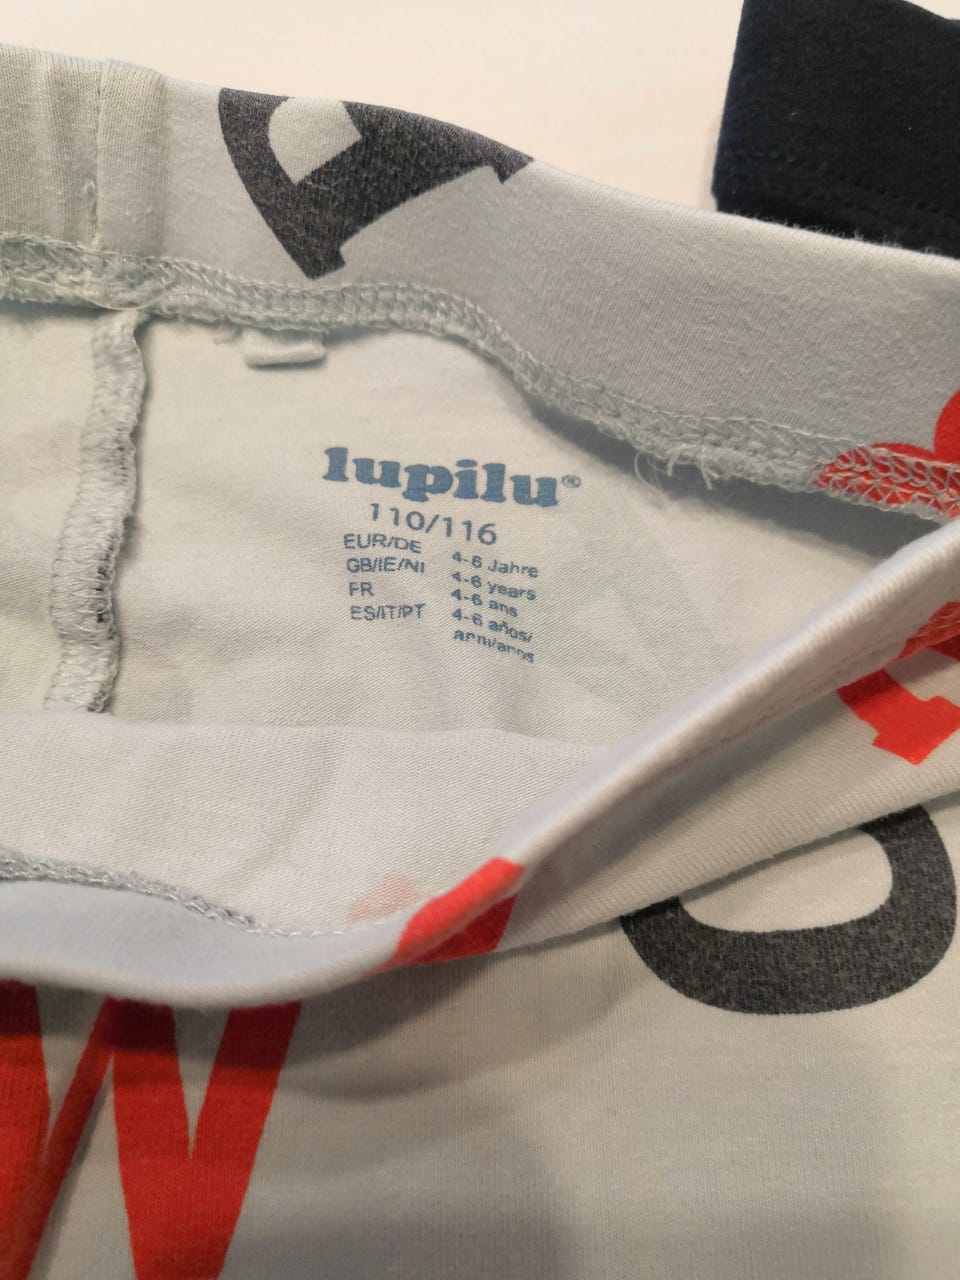 lupilu®
110/116
EUR/DE 4-6 Jahre
GB/IE/NI 4-6 years
FR 4-6 ans
ES/IT/PT 4-6 años/
anni/anos
O
W